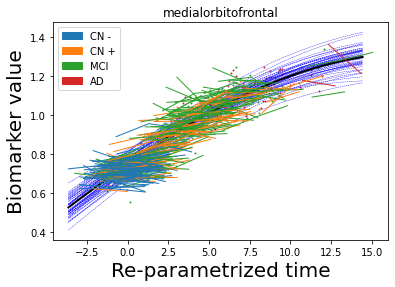 medialorbitofrontal
CN -
CN +
MCI
AD
Biomarker value
1.4
1.2
1.0
0.8
0.6
0.4
−2.5
0.0
2.5
5.0
7.5
10.0
12.5
15.0
Re-parametrized time